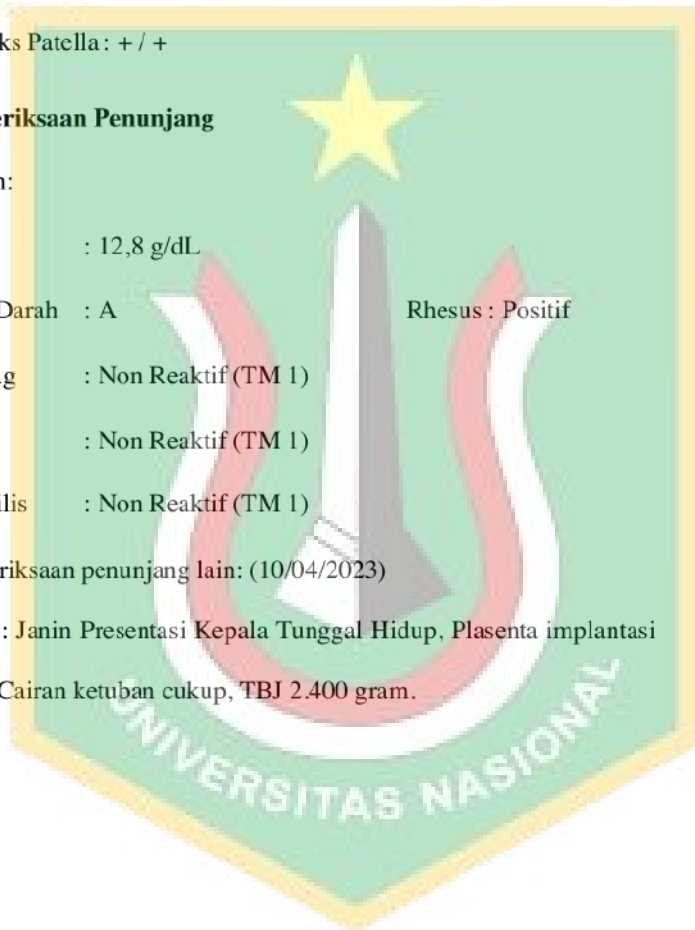 ks Patella : + / +
eriksaan Penunjang
n:
: 12,8 g/dL
Darah : A Rhesus : Positif
g : Non Reaktif (TM 1)
: Non Reaktif (TM 1)
ilis : Non Reaktif (TM 1)
riksaan penunjang lain: (10/04/2023)
: Janin Presentasi Kepala Tunggal Hidup, Plasenta implantasi
Cairan ketuban cukup, TBJ 2.400 gram.
UNIVERSITAS NASIONAL